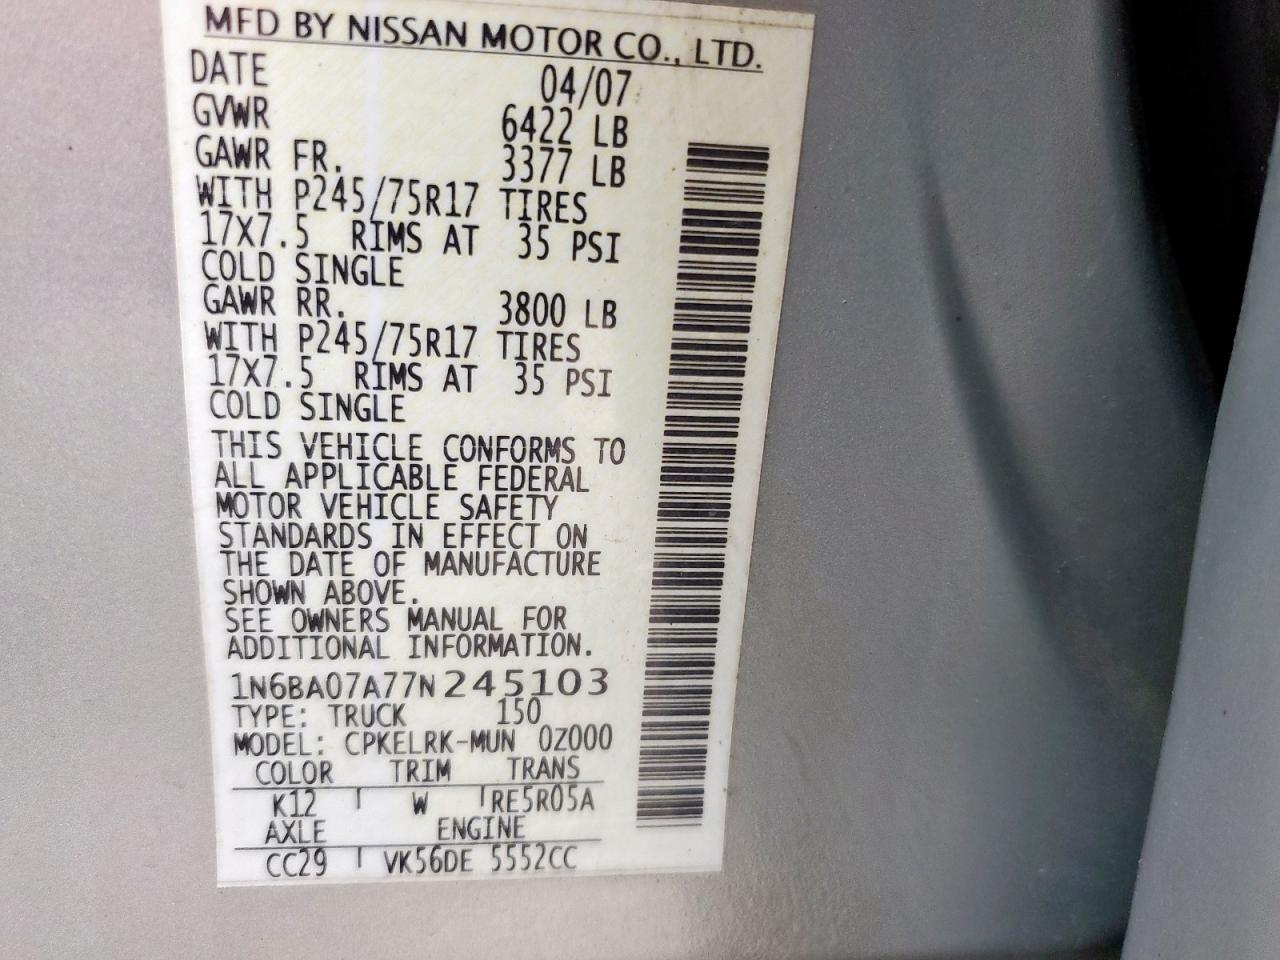 MFD BY NISSAN MOTOR CO., LTD.
DATE 04/07
GVWR 6422 LB
GAWR FR. 3377 LB
WITH P245/75R17 TIRES
17X7.5 RIMS AT 35 PSI
COLD SINGLE
GAWR RR. 3800 LB
WITH P245/75R17 TIRES
17X7.5 RIMS AT 35 PSI
COLD SINGLE
THIS VEHICLE CONFORMS TO
ALL APPLICABLE FEDERAL
MOTOR VEHICLE SAFETY
STANDARDS IN EFFECT ON
THE DATE OF MANUFACTURE
SHOWN ABOVE.
SEE OWNERS MANUAL FOR
ADDITIONAL INFORMATION.
1N6BA07A77N245103
TYPE: TRUCK 150
MODEL: CPKELRK-MUN 0Z000
COLOR TRIM TRANS
K12 W RE5R05A
AXLE ENGINE
CC29 VK56DE 5552CC